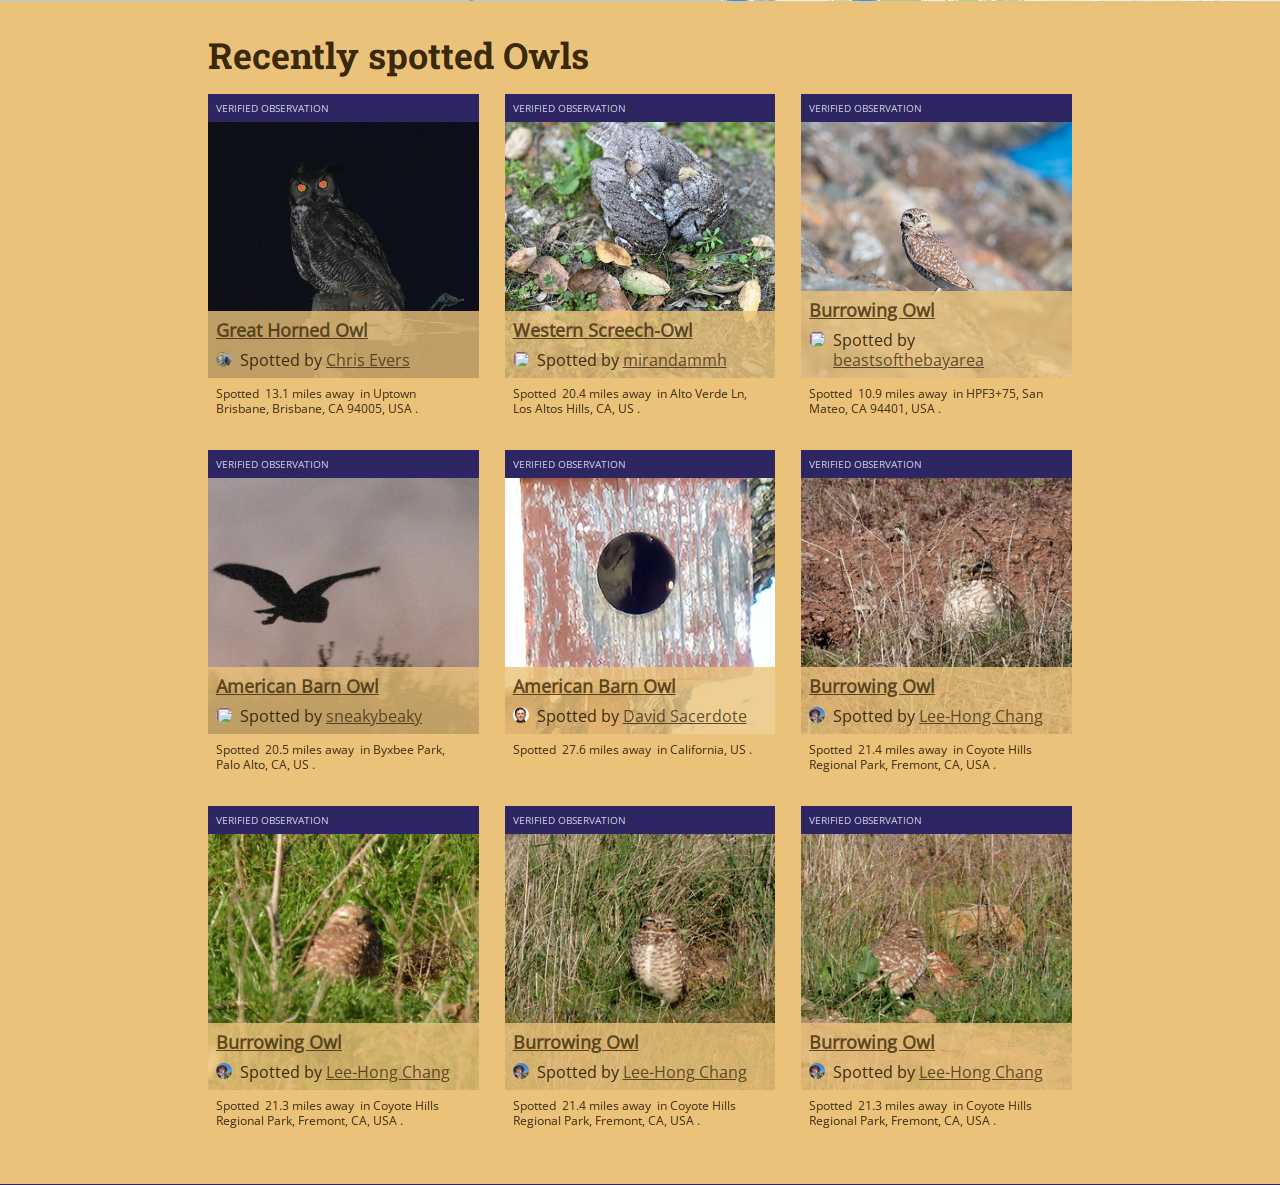 Recently spotted Owls
VERIFIED OBSERVATION
Great Horned Owl
Spotted by Chris Evers
Spotted 13.1 miles away in Uptown
Brisbane, Brisbane, CA 94005, USA .
VERIFIED OBSERVATION
Western Screech-Owl
Spotted by mirandammh
Spotted 20.4 miles away in Alto Verde Ln,
Los Altos Hills, CA, US .
VERIFIED OBSERVATION
Burrowing Owl
Spotted by
beastsofthebayarea
Spotted 10.9 miles away in HPF3+75, San
Mateo, CA 94401, USA .
VERIFIED OBSERVATION
American Barn Owl
Spotted by sneakybeaky
Spotted 20.5 miles away in Byxbee Park,
Palo Alto, CA, US .
VERIFIED OBSERVATION
American Barn Owl
Spotted by David Sacerdote
Spotted 27.6 miles away in California, US .
VERIFIED OBSERVATION
Burrowing Owl
Spotted by Lee-Hong Chang
Spotted 21.4 miles away in Coyote Hills
Regional Park, Fremont, CA, USA .
VERIFIED OBSERVATION
Burrowing Owl
Spotted by Lee-Hong Chang
Spotted 21.3 miles away in Coyote Hills
Regional Park, Fremont, CA, USA .
VERIFIED OBSERVATION
Burrowing Owl
Spotted by Lee-Hong Chang
Spotted 21.4 miles away in Coyote Hills
Regional Park, Fremont, CA, USA .
VERIFIED OBSERVATION
Burrowing Owl
Spotted by Lee-Hong Chang
Spotted 21.3 miles away in Coyote Hills
Regional Park, Fremont, CA, USA .